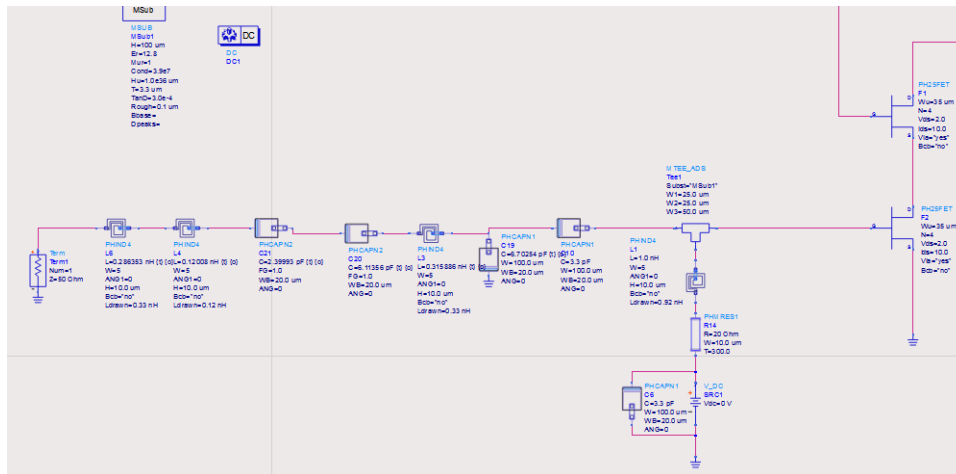 MSub
MSUB
MSub1
H=100 um
Er=12.8
Mur=1
Cond=3.9e7
Hu=1.0e36 um
T=3.3 um
TanD=3.0e-4
Rough=0.1 um
Bbase=
Dpeaks=
DC
DC
DC1
PH25FET
F1
Wu=35 um
N=4
Vds=2.0
Ids=10.0
Via="yes"
Bcb="no"
MTEE_ADS
Tee1
Subst="MSub1"
W1=25.0 um
W2=25.0 um
W3=50.0 um
PH25FET
F2
Wu=35 um
N=4
Vds=2.0
Ids=10.0
Via="yes"
Bcb="no"
Term
Term1
Num=1
Z=50 Ohm
PHIND4
L6
L=0.286353 nH {t} {o}
W=5
ANG1=0
H=10.0 um
Bcb="no"
Ldrawn=0.33 nH
PHIND4
L4
L=0.12008 nH {t} {o}
W=5
ANG1=0
H=10.0 um
Bcb="no"
Ldrawn=0.12 nH
PHCAPN2
C21
C=2.39993 pF {t} {o}
FG=1.0
WB=20.0 um
ANG=0
PHCAPN2
C20
C=6.11356 pF {t} {o}
FG=1.0
WB=20.0 um
ANG=0
PHIND4
L3
L=0.315886 nH {t} {o}
W=5
ANG1=0
H=10.0 um
Bcb="no"
Ldrawn=0.33 nH
PHCAPN1
C19
C=6.70254 pF {t} {o}
W=100.0 um
WB=20.0 um
ANG=0
PHCAPN1
C=3.3 pF
W=100.0 um
WB=20.0 um
ANG=0
PHIND4
L1
L=1.0 nH
W=5
ANG1=0
H=10.0 um
Bcb="no"
Ldrawn=0.92 nH
PHMRES1
R14
R=20 Ohm
W=10.0 um
T=300.0
PHCAPN1
C6
C=3.3 pF
W=100.0 um
WB=20.0 um
ANG=0
V_DC
SRC1
Vdc=0 V